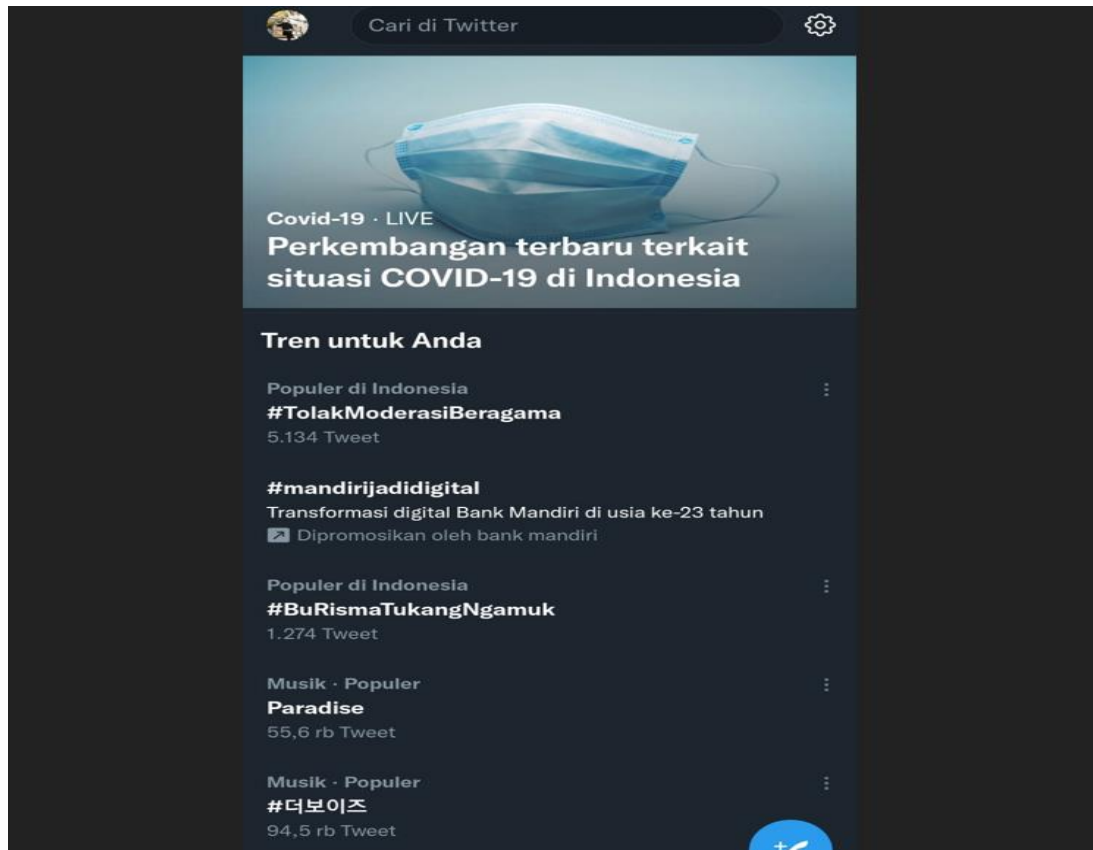 Cari di Twitter
Covid-19 · LIVE
Perkembangan terbaru terkait
situasi COVID-19 di Indonesia
Tren untuk Anda
Populer di Indonesia
#TolakModerasiBeragama
5.134 Tweet
#mandirijadidigital
Transformasi digital Bank Mandiri di usia ke-23 tahun
Dipromosikan oleh bank mandiri
Populer di Indonesia
#BuRismaTukangNgamuk
1.274 Tweet
Musik · Populer
Paradise
55,6 rb Tweet
Musik · Populer
#더보이즈
94,5 rb Tweet